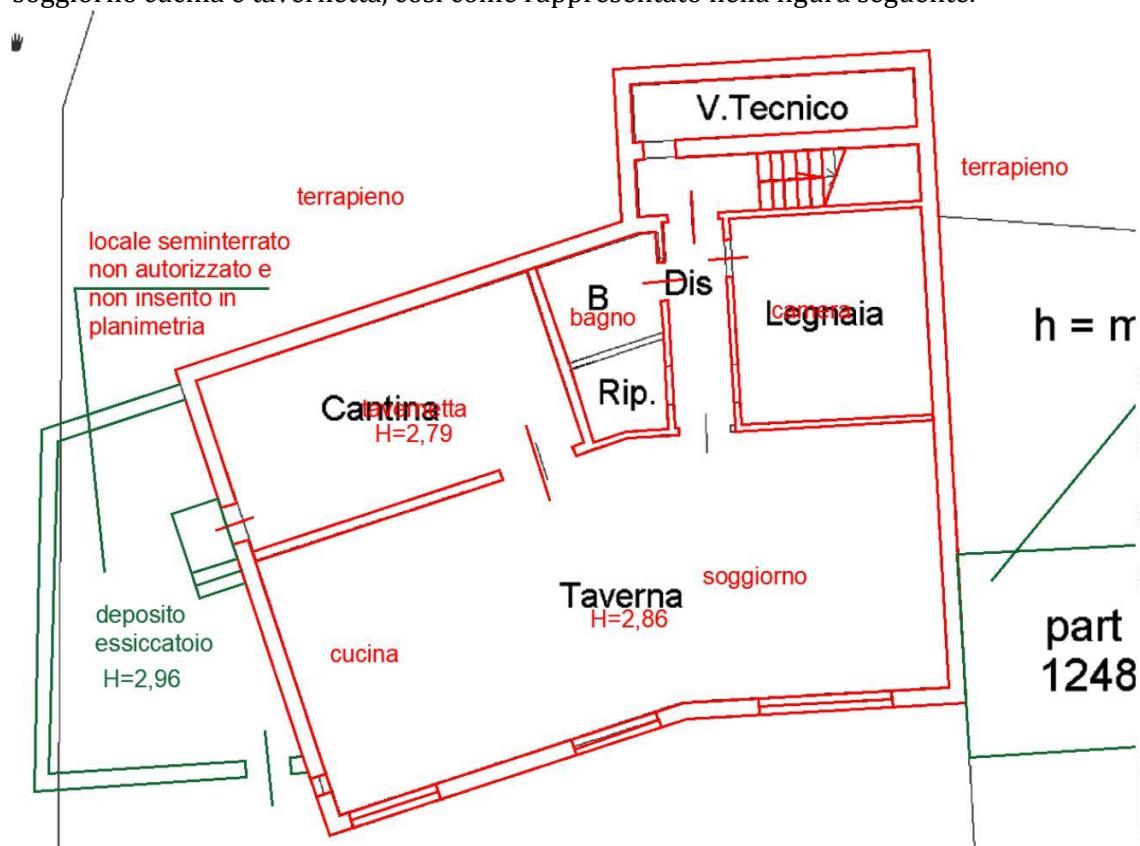 soggiorno cucina e tavernetta, così come rappresentato nella figura seguente.
V.Tecnico
terrapieno
terrapieno
locale seminterrato
non autorizzato e
non inserito in
planimetria
B
bagno
Dis
Legnaia
camera
h = m
Cantina
tavernetta
H=2,79
Rip.
Taverna
soggiorno
H=2,86
cucina
deposito
essiccatoio
H=2,96
part
1248